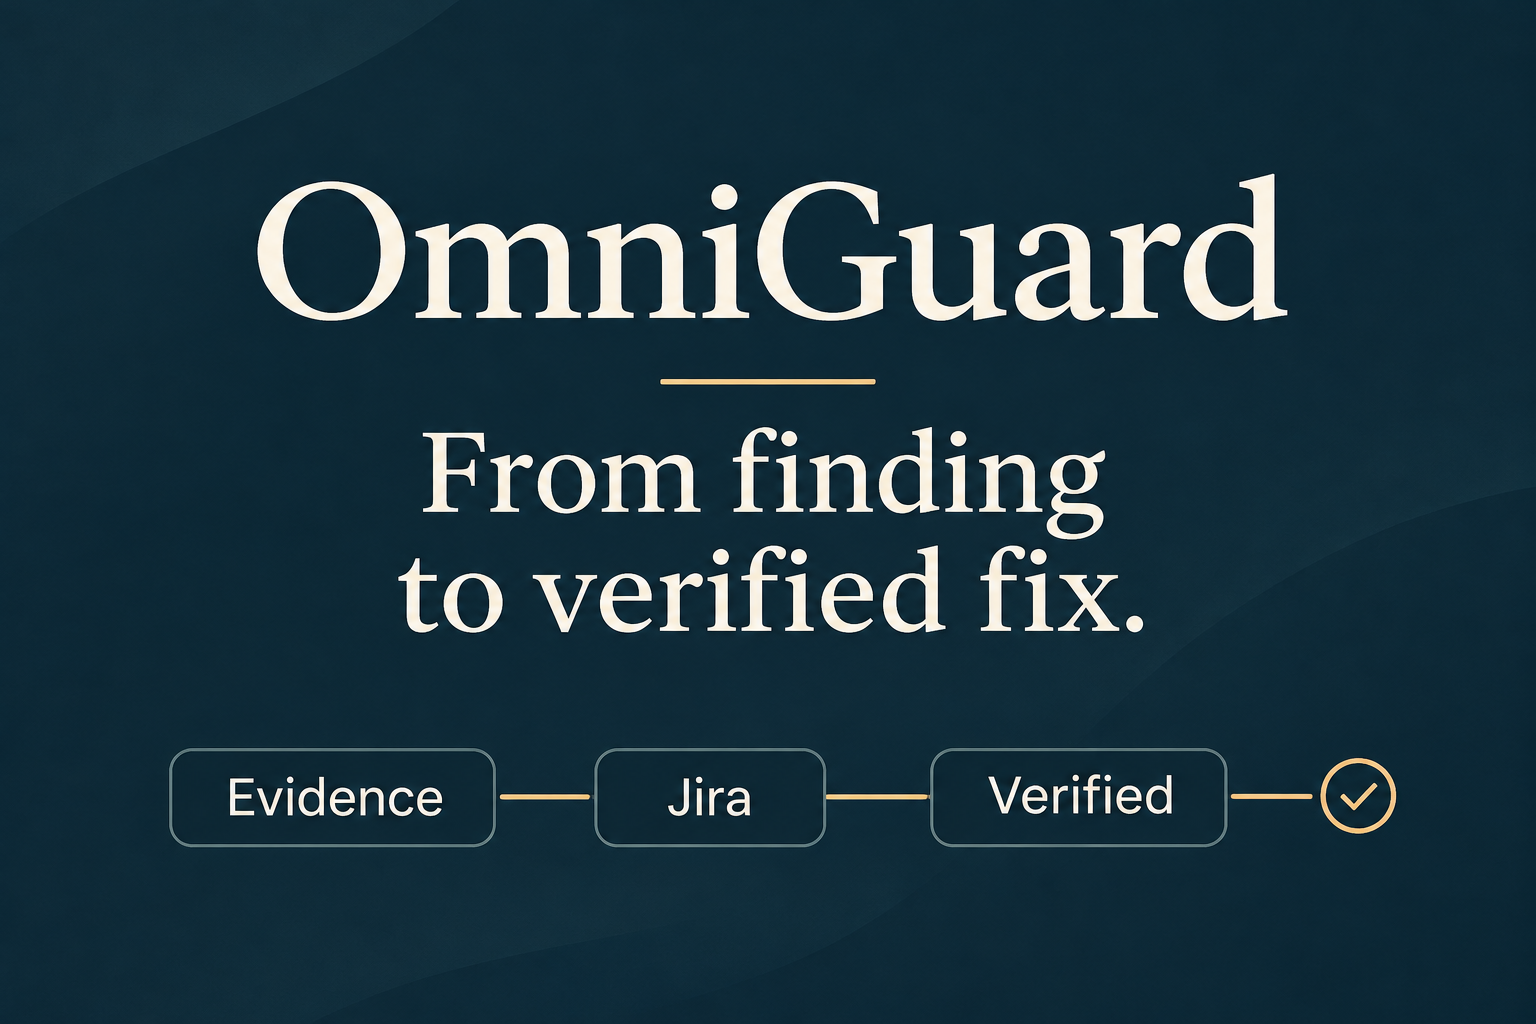 OmniGuard
From finding
to verified fix.
Evidence
Jira
Verified